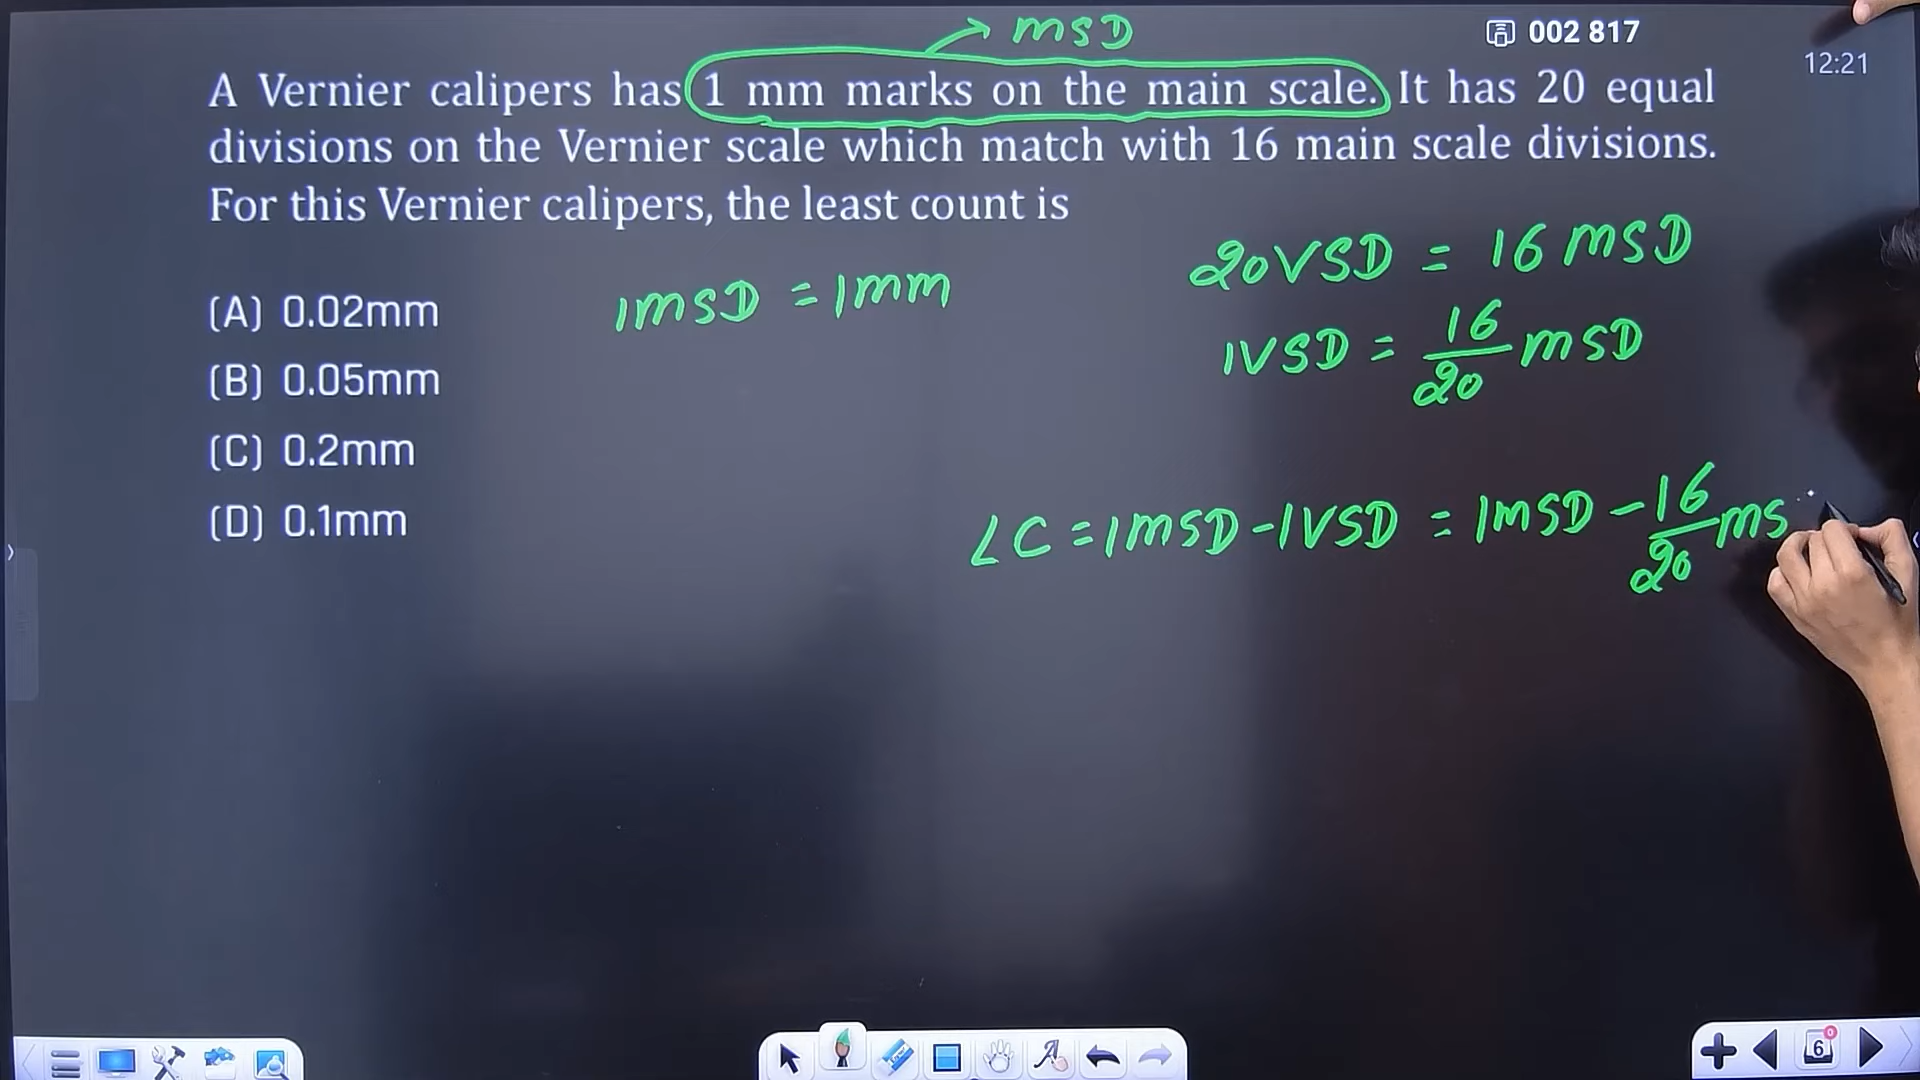 MSD
002 817
12:21
A Vernier calipers has 1 mm marks on the main scale. It has 20 equal
divisions on the Vernier scale which match with 16 main scale divisions.
For this Vernier calipers, the least count is
20VSD = 16MSD
1MSD = 1mm
(A) 0.02mm
1VSD = 16/20 MSD
(B) 0.05mm
(C) 0.2mm
LC = 1MSD - 1VSD = 1MSD - 16/20 MS
(D) 0.1mm
6
0